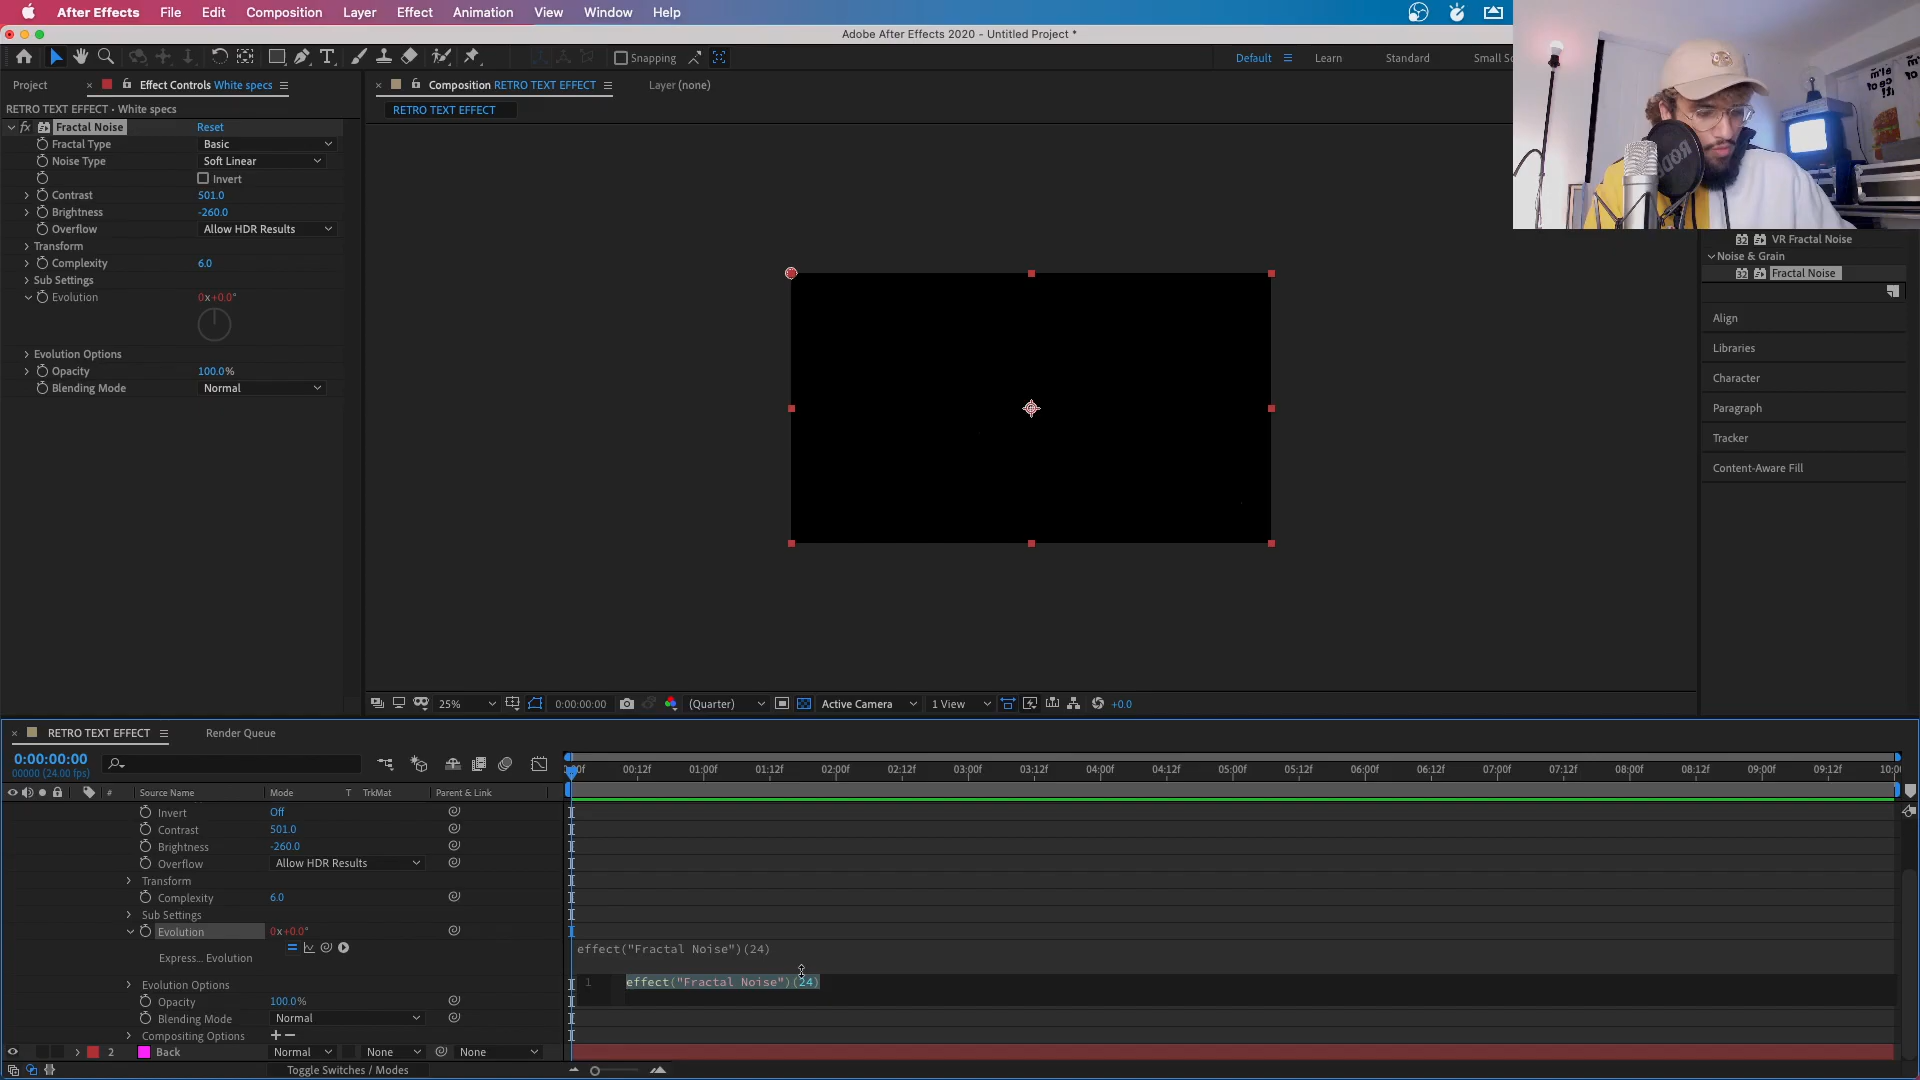 After Effects File Edit Composition Layer Effect Animation View Window Help
Adobe After Effects 2020 - Untitled Project *
Snapping
Default Learn Standard Small Sc
Project Effect Controls White specs
Composition RETRO TEXT EFFECT Layer (none)
RETRO TEXT EFFECT • White specs
RETRO TEXT EFFECT
fx Fractal Noise Reset
Fractal Type Basic
Noise Type Soft Linear
Invert
Contrast 501.0
Brightness -260.0
Overflow Allow HDR Results
Transform
Complexity 6.0
Sub Settings
Evolution 0x+0.0°
Evolution Options
Opacity 100.0%
Blending Mode Normal
RODE
32 VR Fractal Noise
Noise & Grain
32 Fractal Noise
Align
Libraries
Character
Paragraph
Tracker
Content-Aware Fill
25% 0:00:00:00 (Quarter) Active Camera 1 View +0.0
RETRO TEXT EFFECT Render Queue
0:00:00:00
00000 (24.00 fps)
:00f 00:12f 01:00f 01:12f 02:00f 02:12f 03:00f 03:12f 04:00f 04:12f 05:00f 05:12f 06:00f 06:12f 07:00f 07:12f 08:00f 08:12f 09:00f 09:12f 10:00
# Source Name Mode T TrkMat Parent & Link
Invert Off
Contrast 501.0
Brightness -260.0
Overflow Allow HDR Results
Transform
Complexity 6.0
Sub Settings
Evolution 0x+0.0°
effect("Fractal Noise")(24)
Express... Evolution
1 effect("Fractal Noise")(24)
Evolution Options
Opacity 100.0%
Blending Mode Normal
Compositing Options + −
2 Back Normal None None
Toggle Switches / Modes